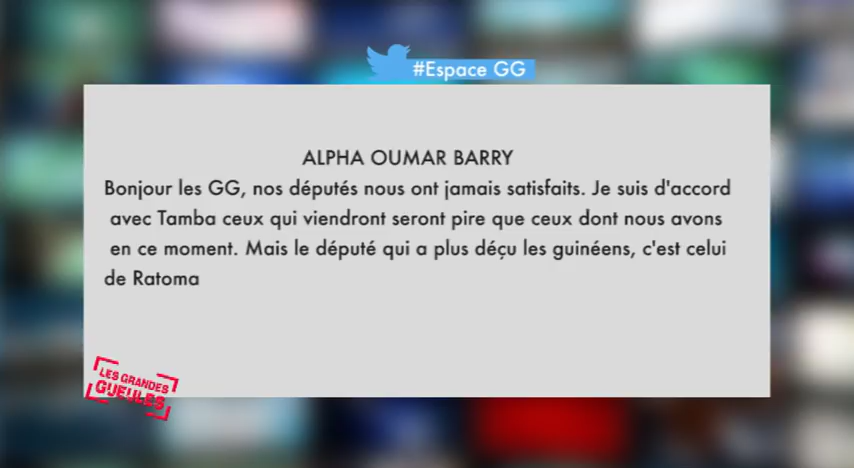 #Espace GG
ALPHA OUMAR BARRY
Bonjour les GG, nos députés nous ont jamais satisfaits. Je suis d'accord
avec Tamba ceux qui viendront seront pire que ceux dont nous avons
en ce moment. Mais le député qui a plus déçu les guinéens, c'est celui
de Ratoma
LES GRANDES
GUEULES